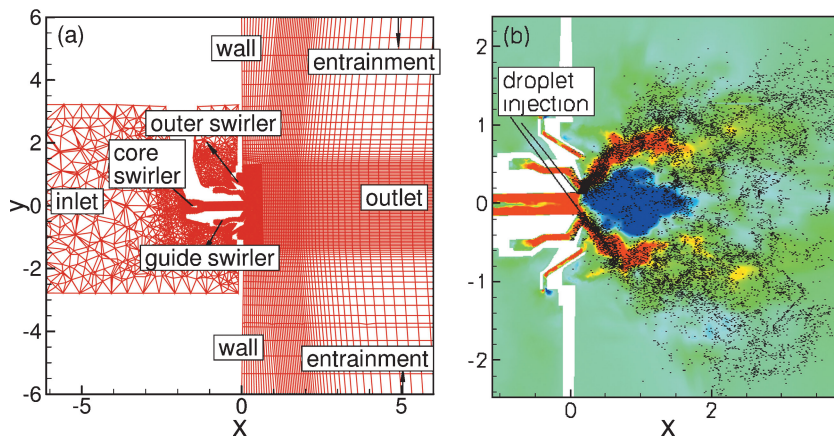 (a)
wall
entrainment
outer swirler
core
swirler
inlet
outlet
guide swirler
wall
entrainment
y
6
4
2
0
-2
-4
-6
-5
0
5
X
(b)
droplet
injection
2
1
0
-1
-2
0
2
X